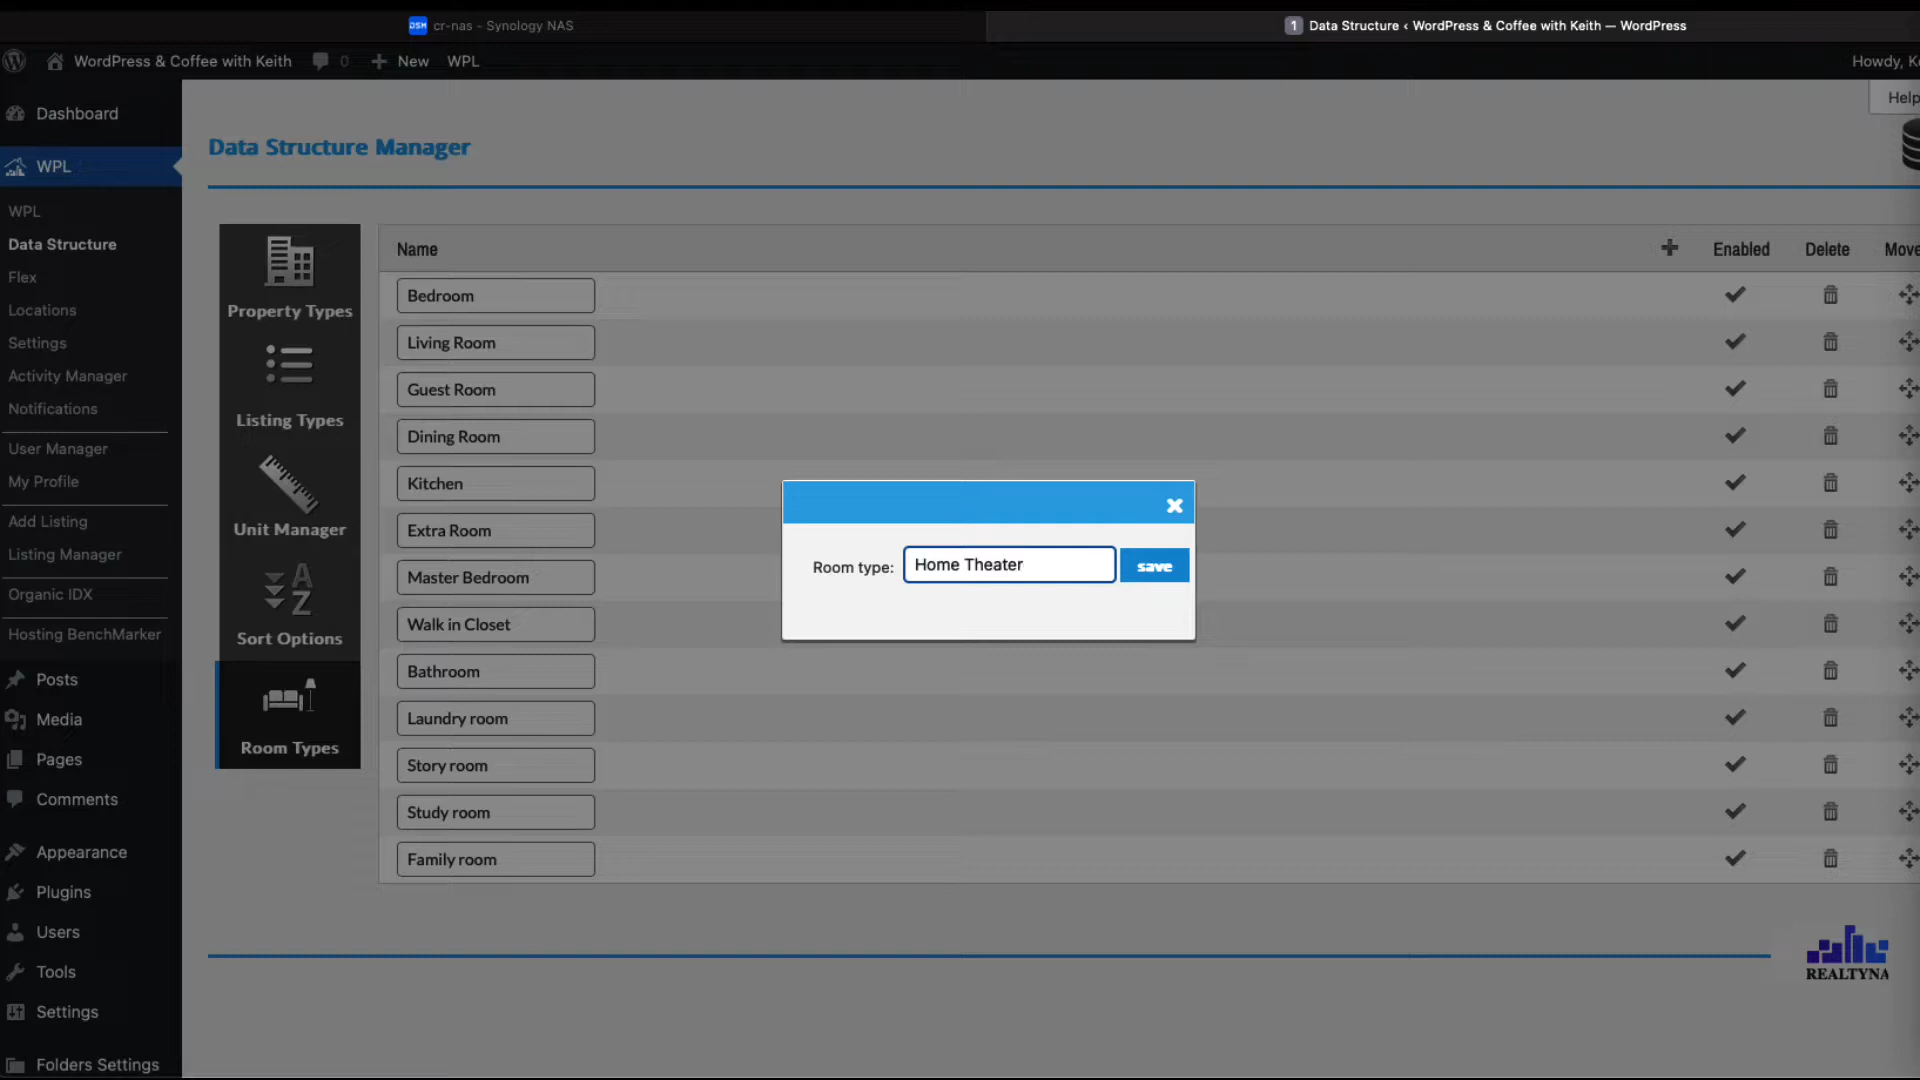 DSM cr-nas - Synology NAS
1 Data Structure ‹ WordPress & Coffee with Keith — WordPress
WordPress & Coffee with Keith 0 New WPL
Howdy, Ke
Dashboard
Help
Data Structure Manager
WPL
WPL
Data Structure
Flex
Locations
Settings
Activity Manager
Notifications
User Manager
My Profile
Add Listing
Listing Manager
Organic IDX
Hosting BenchMarker
Posts
Media
Pages
Comments
Appearance
Plugins
Users
Tools
Settings
Folders Settings
Property Types
Listing Types
Unit Manager
A
Z
Sort Options
Room Types
Name Enabled Delete Move
Bedroom
Living Room
Guest Room
Dining Room
Kitchen
Extra Room
Master Bedroom
Walk in Closet
Bathroom
Laundry room
Story room
Study room
Family room
Room type: Home Theater save
REALTYNA